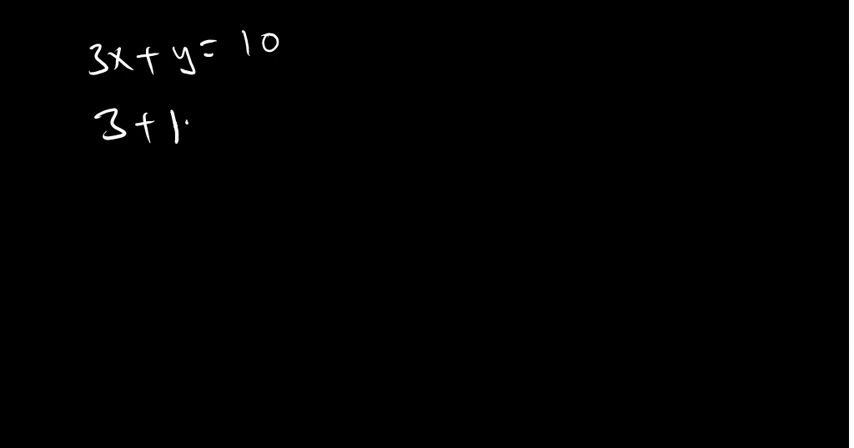 3x + y = 10
3 + 1.